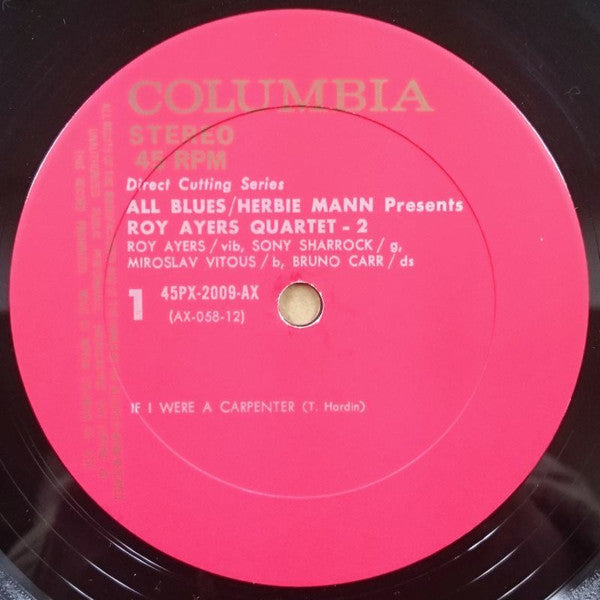 COLUMBIA
STEREO
45 RPM
Direct Cutting Series
ALL BLUES/HERBIE MANN Presents
ROY AYERS QUARTET - 2
ROY AYERS/vib, SONY SHARROCK/g,
MIROSLAV VITOUS/b, BRUNO CARR/ds
1 45PX-2009-AX
(AX-058-12)
IF I WERE A CARPENTER (T. Hardin)